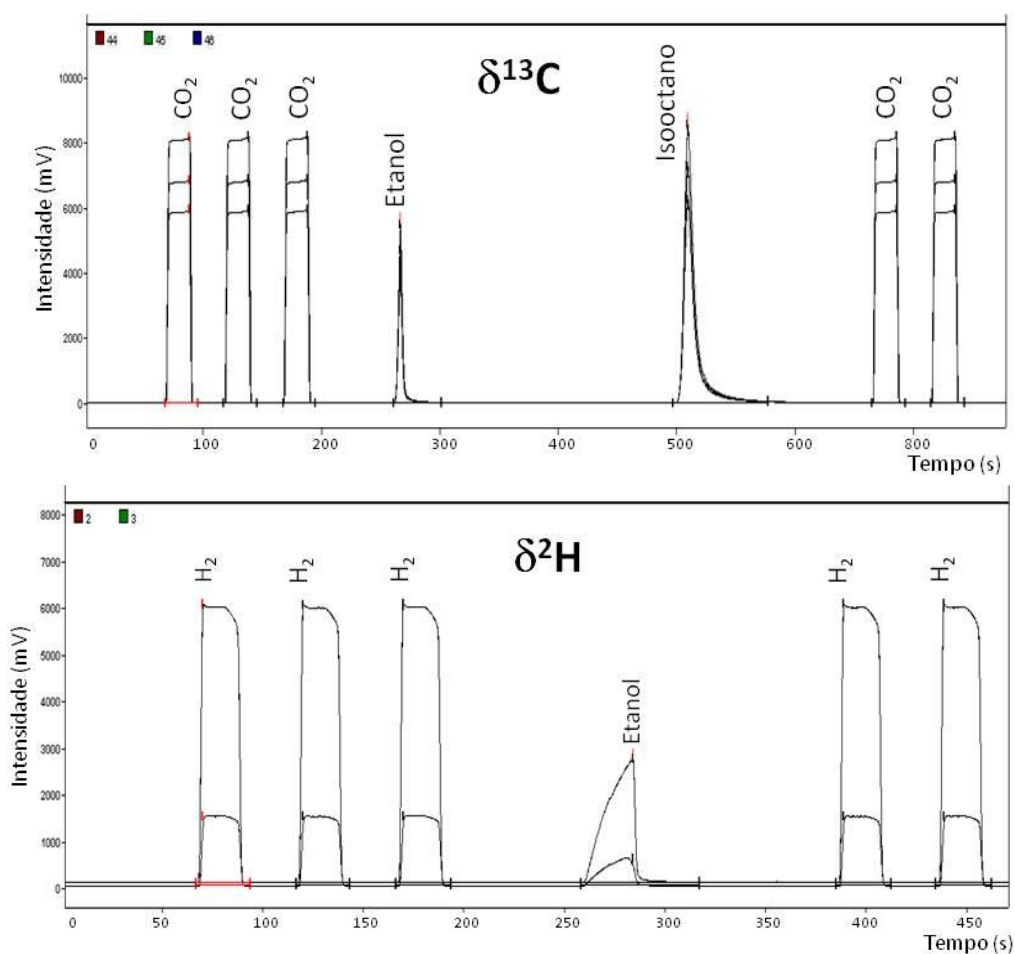 44 45 46
δ¹³C
CO₂ CO₂ CO₂ Etanol Isooctano CO₂ CO₂
Intensidade (mV)
10000
8000
6000
4000
2000
0
0 100 200 300 400 500 600 800
Tempo (s)
2 3
δ²H
H₂ H₂ H₂ Etanol H₂ H₂
Intensidade (mV)
8000
7000
6000
5000
4000
3000
2000
1000
0
0 50 100 150 200 250 300 350 400 450
Tempo (s)